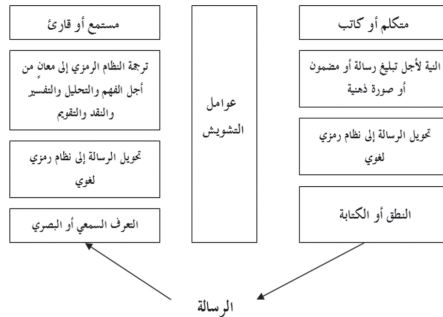 متكلم أو كاتب
النية لأجل تبليغ رسالة أو مضمون
أو صورة ذهنية
تحويل الرسالة إلى نظام رمزي
لغوي
النطق أو الكتابة
عوامل
التشويش
مستمع أو قارئ
ترجمة النظام الرمزي إلى معانٍ من
أجل الفهم والتحليل والتفسير
والنقد والتقويم
تحويل الرسالة إلى نظام رمزي
لغوي
التعرف السمعي أو البصري
الرسالة